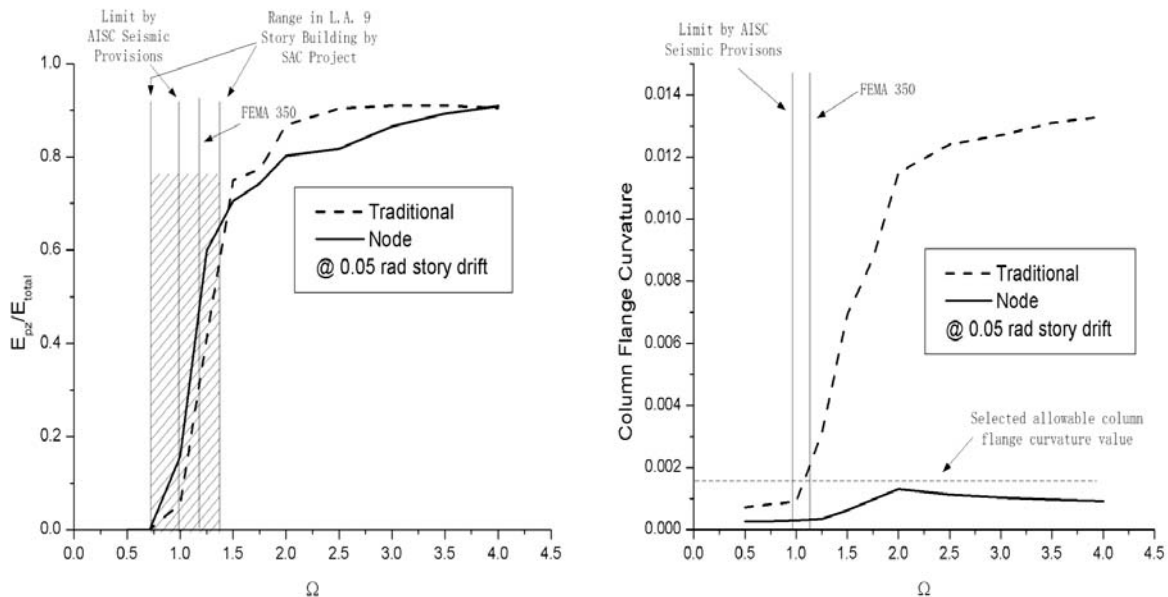 Limit by
AISC Seismic
Provisions
Range in L.A. 9
Story Building by
SAC Project
FEMA 350
1.0
0.8
0.6
0.4
0.2
0.0
E_pz/E_total
Traditional
Node
@ 0.05 rad story drift
0.0 0.5 1.0 1.5 2.0 2.5 3.0 3.5 4.0 4.5
Ω
Limit by AISC
Seismic Provisons
FEMA 350
0.014
0.012
0.010
0.008
0.006
0.004
0.002
0.000
Column Flange Curvature
Traditional
Node
@ 0.05 rad story drift
Selected allowable column
flange curvature value
0.0 0.5 1.0 1.5 2.0 2.5 3.0 3.5 4.0 4.5
Ω